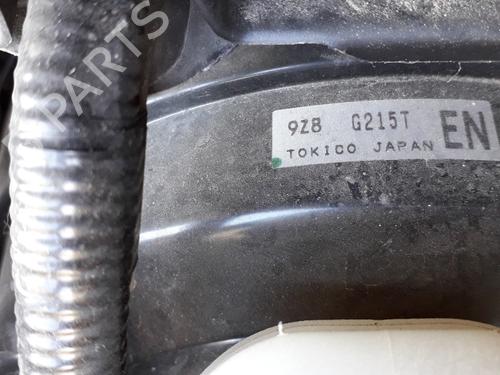 9Z8 G215T
TOKICO JAPAN
EN
B-PARTS